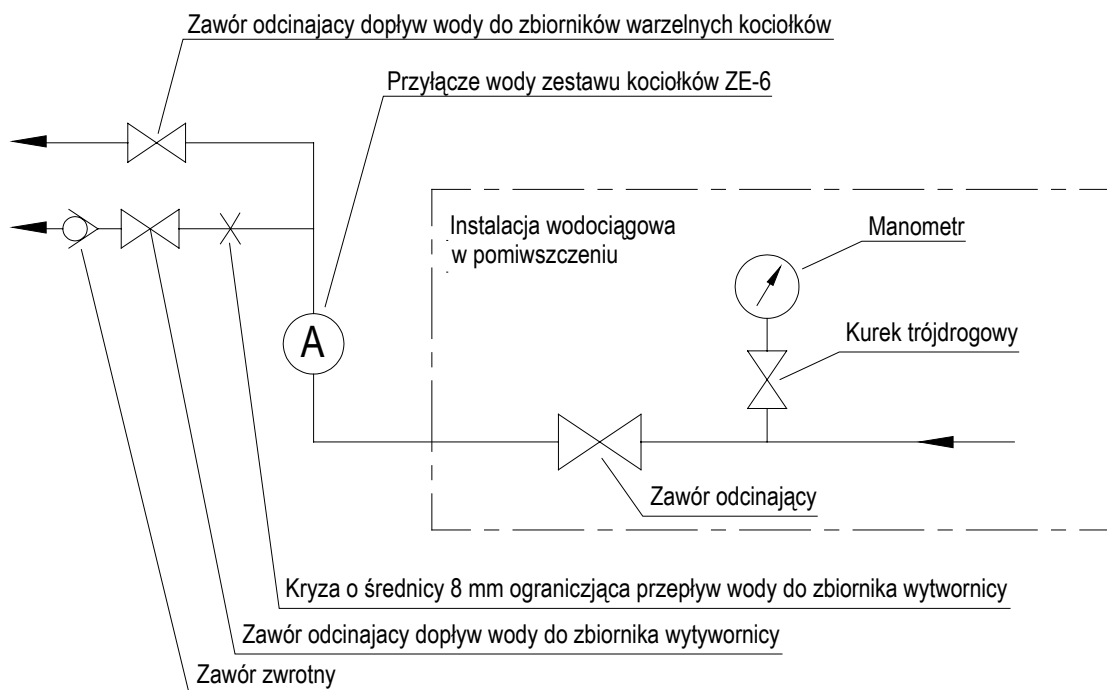 Zawór odcinajacy dopływ wody do zbiorników warzelnych kociołków
Przyłącze wody zestawu kociołków ZE-6
Instalacja wodociągowa
w pomiwszczeniu
Manometr
Kurek trójdrogowy
A
Zawór odcinający
Kryza o średnicy 8 mm ograniczjąca przepływ wody do zbiornika wytwornicy
Zawór odcinajacy dopływ wody do zbiornika wytywornicy
Zawór zwrotny